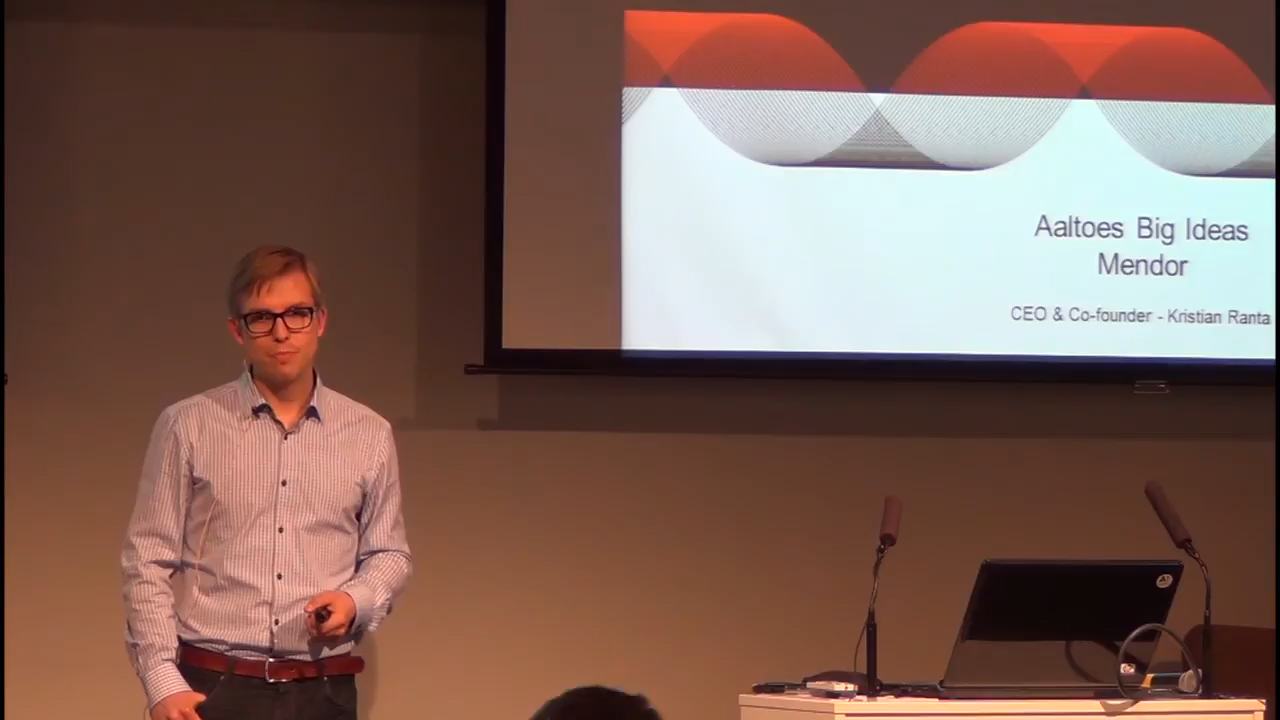 Aaltoes Big Ideas
Mendor
CEO & Co-founder - Kristian Ranta